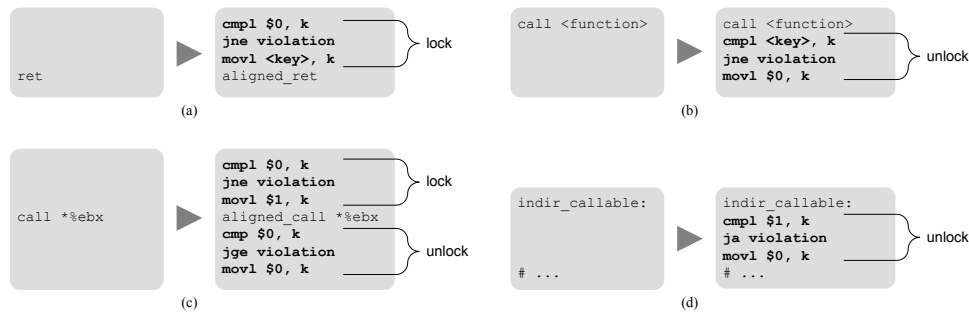 ret
cmpl $0, k
jne violation
movl <key>, k
aligned_ret
lock
(a)
call <function>
call <function>
cmpl <key>, k
jne violation
movl $0, k
unlock
(b)
call *%ebx
cmpl $0, k
jne violation
movl $1, k
aligned_call *%ebx
cmp $0, k
jge violation
movl $0, k
lock
unlock
(c)
indir_callable:
# ...
indir_callable:
cmpl $1, k
ja violation
movl $0, k
# ...
unlock
(d)